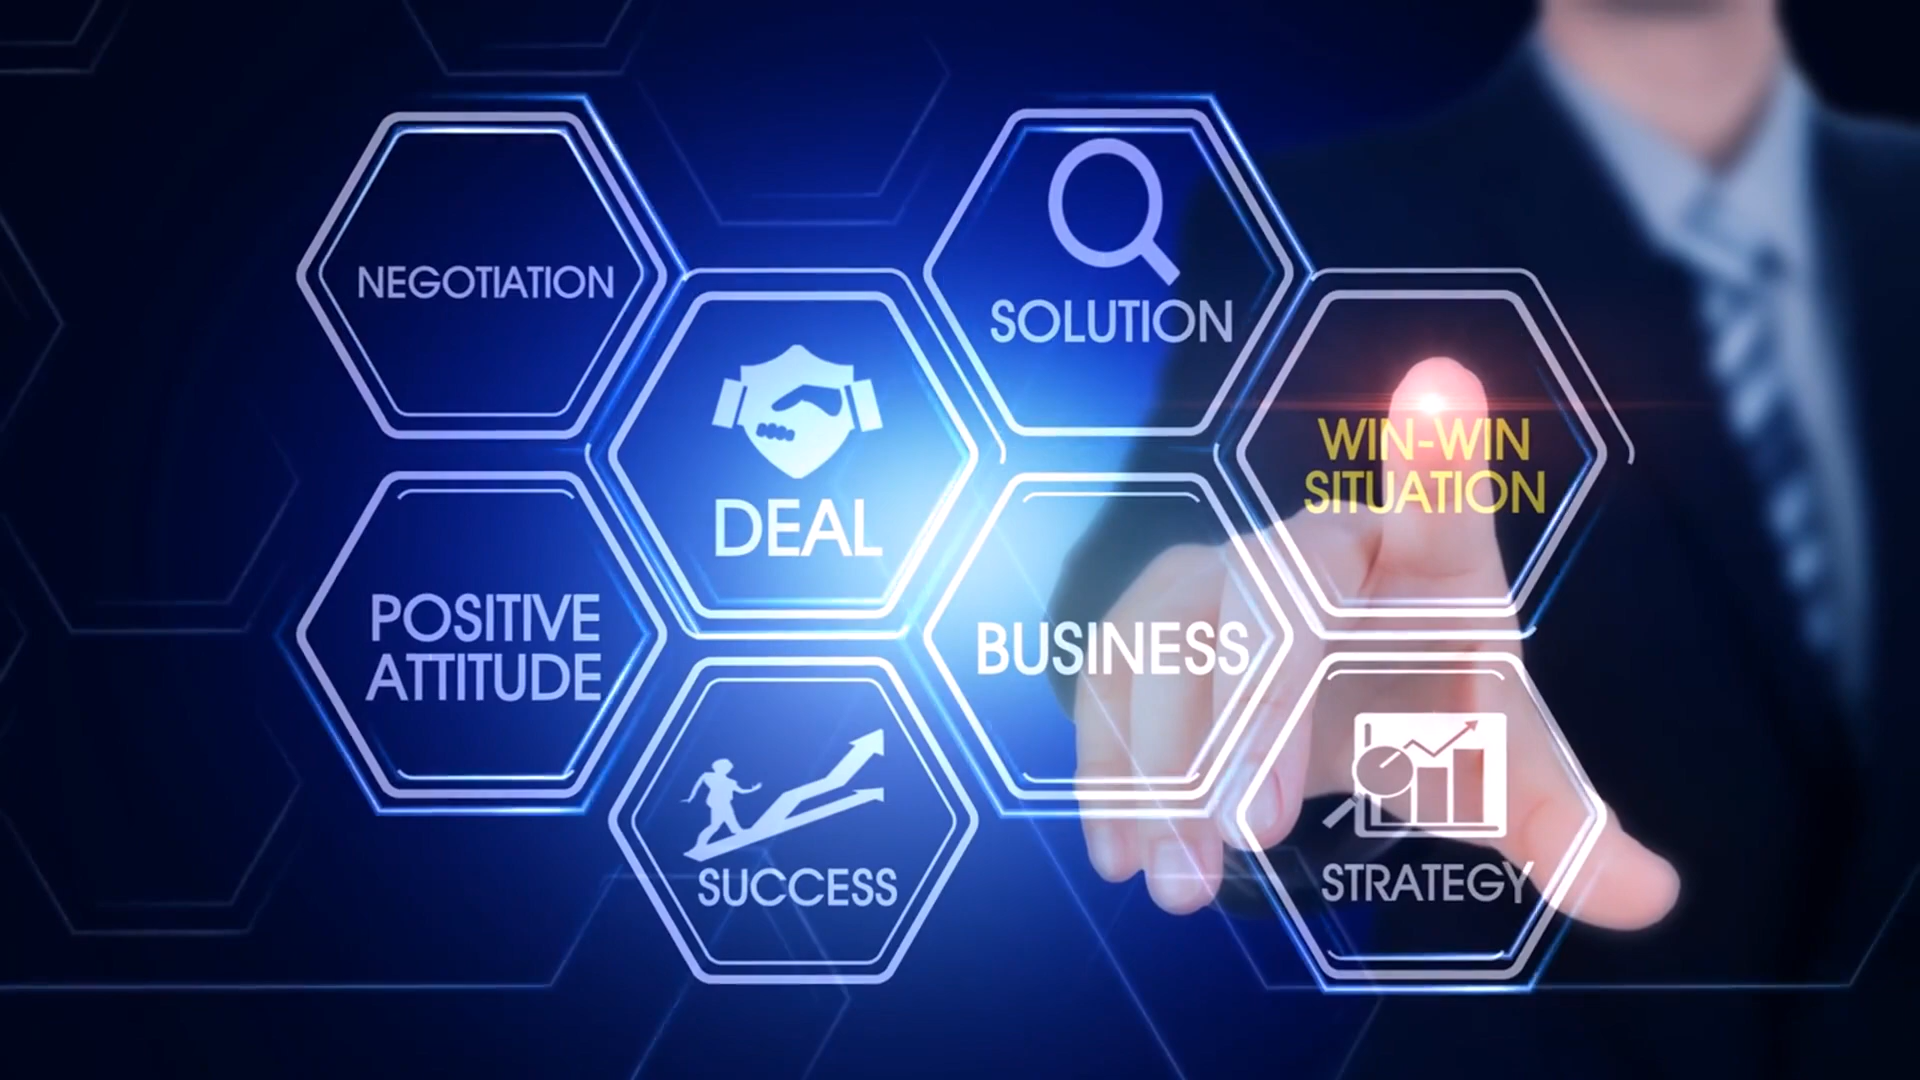 NEGOTIATION
SOLUTION
DEAL
WIN-WIN
SITUATION
POSITIVE
ATTITUDE
BUSINESS
SUCCESS
STRATEGY